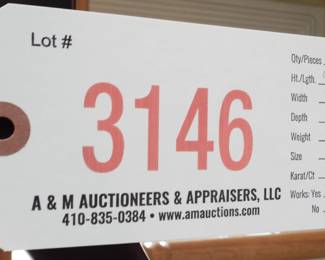 Lot #
3146
A & M AUCTIONEERS & APPRAISERS, LLC
410-835-0384 • www.amauctions.com
Qty/Pieces
Ht./Lgth.
Width
Depth
Weight
Size
Karat/Ct
Works: Yes
No